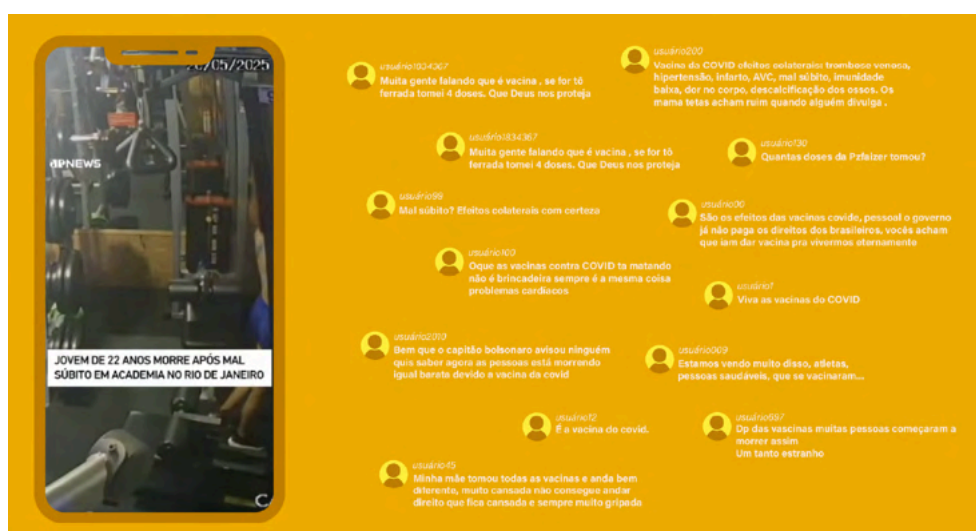 20/05/2025
APNEWS
JOVEM DE 22 ANOS MORRE APÓS MAL
SÚBITO EM ACADEMIA NO RIO DE JANEIRO
C
usuário1834367
Muita gente falando que é vacina , se for tô
ferrada tomei 4 doses. Que Deus nos proteja
usuário200
Vacina da COVID efeitos colaterais: trombose venosa,
hipertensão, infarto, AVC, mal súbito, imunidade
baixa, dor no corpo, descalcificação dos ossos. Os
mama tetas acham ruim quando alguém divulga .
usuário1834367
Muita gente falando que é vacina , se for tô
ferrada tomei 4 doses. Que Deus nos proteja
usuário130
Quantas doses da Pzfaizer tomou?
usuário99
Mal súbito? Efeitos colaterais com certeza
usuário00
São os efeitos das vacinas covide, pessoal o governo
já não paga os direitos dos brasileiros, vocês acham
que iam dar vacina pra vivermos eternamente
usuário100
Oque as vacinas contra COVID ta matando
não é brincadeira sempre é a mesma coisa
problemas cardíacos
usuário1
Viva as vacinas do COVID
usuário2010
Bem que o capitão bolsonaro avisou ninguém
quis saber agora as pessoas está morrendo
igual barata devido a vacina da covid
usuário009
Estamos vendo muito disso, atletas,
pessoas saudáveis, que se vacinaram...
usuário12
É a vacina do covid.
usuário697
Dp das vascinas muitas pessoas começaram a
morrer assim
Um tanto estranho
usuário45
Minha mãe tomou todas as vacinas e anda bem
diferente, muito cansada não consegue andar
direito que fica cansada e sempre muito gripada